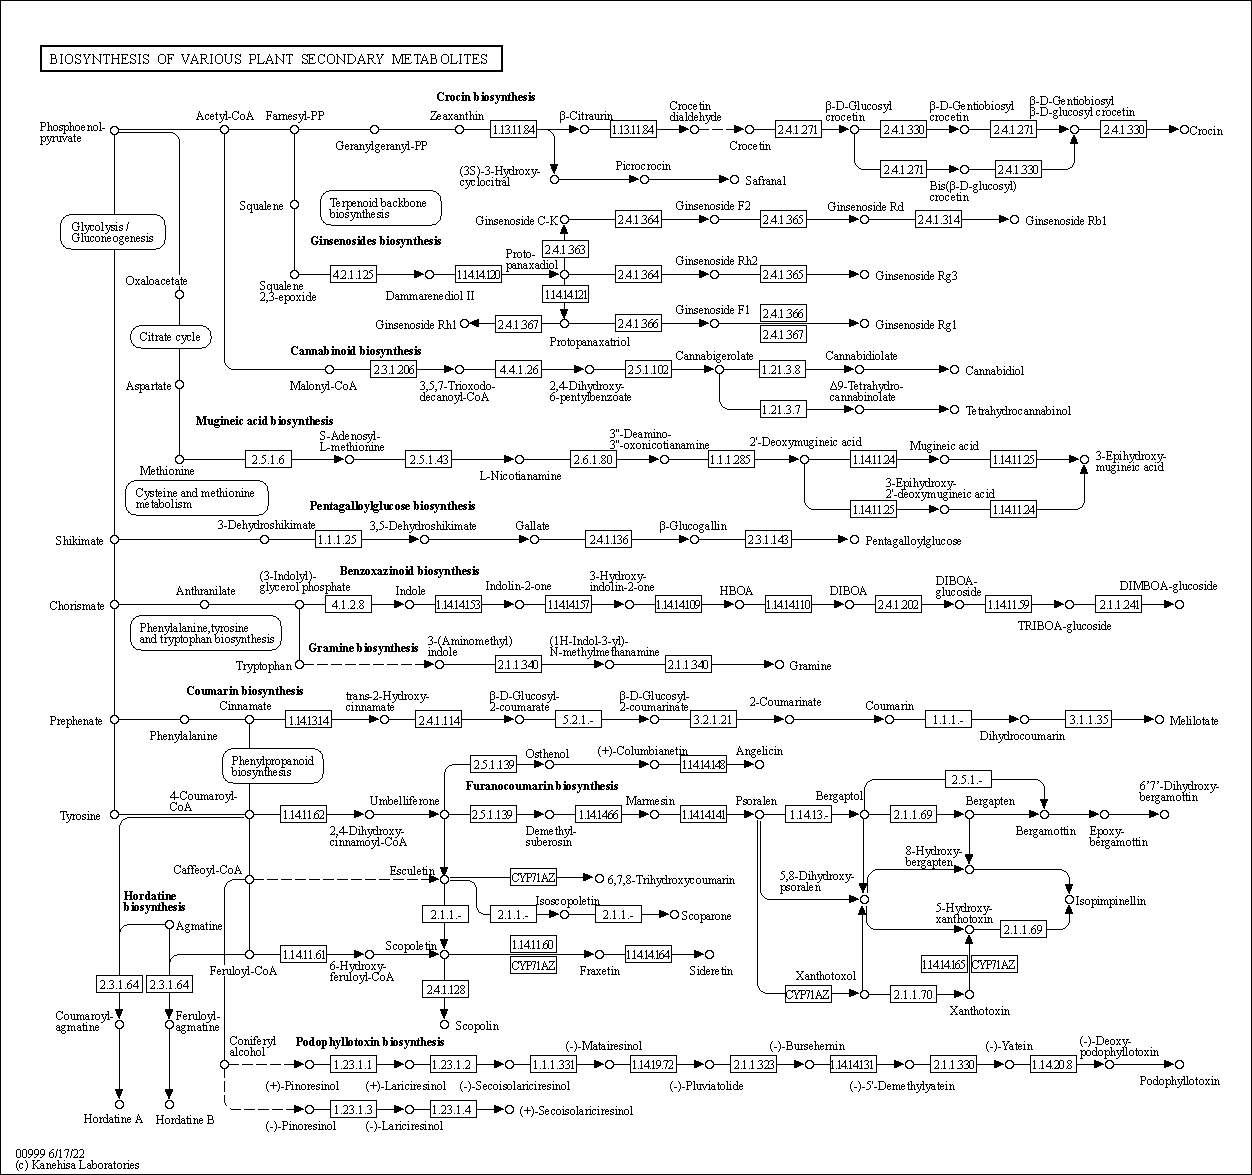 BIOSYNTHESIS OF VARIOUS PLANT SECONDARY METABOLITES
Crocin biosynthesis
Phosphoenol-
pyruvate
Acetyl-CoA
Farnesyl-PP
Geranylgeranyl-PP
Zeaxanthin
1.13.11.84
β-Citraurin
1.13.11.84
Crocetin
dialdehyde
Crocetin
2.4.1.271
β-D-Glucosyl
crocetin
2.4.1.330
β-D-Gentiobiosyl
crocetin
2.4.1.271
β-D-Gentiobiosyl
β-D-glucosyl crocetin
2.4.1.330
Crocin
2.4.1.271
Bis(β-D-glucosyl)
crocetin
2.4.1.330
(3S)-3-Hydroxy-
cyclocitral
Picrocrocin
Safranal
Terpenoid backbone
biosynthesis
Squalene
Glycolysis /
Gluconeogenesis
Ginsenosides biosynthesis
Ginsenoside C-K
2.4.1.364
Ginsenoside F2
2.4.1.365
Ginsenoside Rd
2.4.1.314
Ginsenoside Rb1
2.4.1.363
Squalene
2,3-epoxide
4.2.1.125
Dammarenediol II
1.14.14.120
Proto-
panaxadiol
2.4.1.364
Ginsenoside Rh2
2.4.1.365
Ginsenoside Rg3
1.14.14.121
Ginsenoside Rh1
2.4.1.367
Protopanaxatriol
2.4.1.366
Ginsenoside F1
2.4.1.366
2.4.1.367
Ginsenoside Rg1
Oxaloacetate
Citrate cycle
Aspartate
Cannabinoid biosynthesis
Malonyl-CoA
2.3.1.206
3,5,7-Trioxodo-
decanoyl-CoA
4.4.1.26
2,4-Dihydroxy-
6-pentylbenzoate
2.5.1.102
Cannabigerolate
1.21.3.8
Cannabidiolate
Cannabidiol
1.21.3.7
Δ9-Tetrahydro-
cannabinolate
Tetrahydrocannabinol
Mugineic acid biosynthesis
Methionine
2.5.1.6
S-Adenosyl-
L-methionine
2.5.1.43
L-Nicotianamine
2.6.1.80
3"-Deamino-
3"-oxonicotianamine
1.1.1.285
2'-Deoxymugineic acid
1.14.11.24
Mugineic acid
1.14.11.25
3-Epihydroxy-
mugineic acid
1.14.11.25
3-Epihydroxy-
2'-deoxymugineic acid
1.14.11.24
Cysteine and methionine
metabolism
Pentagalloylglucose biosynthesis
Shikimate
3-Dehydroshikimate
1.1.1.25
3,5-Dehydroshikimate
Gallate
2.4.1.136
β-Glucogallin
2.3.1.143
Pentagalloylglucose
Benzoxazinoid biosynthesis
Chorismate
Anthranilate
(3-Indolyl)-
glycerol phosphate
4.1.2.8
Indole
1.14.14.153
Indolin-2-one
1.14.14.157
3-Hydroxy-
indolin-2-one
1.14.14.109
HBOA
1.14.14.110
DIBOA
2.4.1.202
DIBOA-
glucoside
1.14.11.59
TRIBOA-glucoside
2.1.1.241
DIMBOA-glucoside
Phenylalanine,tyrosine
and tryptophan biosynthesis
Gramine biosynthesis
Tryptophan
3-(Aminomethyl)
indole
2.1.1.340
(1H-Indol-3-yl)-
N-methylmethanamine
2.1.1.340
Gramine
Coumarin biosynthesis
Prephenate
Phenylalanine
Cinnamate
1.14.13.14
trans-2-Hydroxy-
cinnamate
2.4.1.114
β-D-Glucosyl-
2-coumarate
5.2.1.-
β-D-Glucosyl-
2-coumarinate
3.2.1.21
2-Coumarinate
Coumarin
1.1.1.-
Dihydrocoumarin
3.1.1.35
Melilotate
Phenylpropanoid
biosynthesis
2.5.1.139
Osthenol
(+)-Columbianetin
1.14.14.148
Angelicin
Furanocoumarin biosynthesis
Tyrosine
4-Coumaroyl-
CoA
1.14.11.62
2,4-Dihydroxy-
cinnamoyl-CoA
Umbelliferone
2.5.1.139
Demethyl-
suberosin
1.14.14.66
Marmesin
1.14.14.141
Psoralen
1.14.13.-
Bergaptol
2.5.1.-
2.1.1.69
Bergapten
Bergamottin
Epoxy-
bergamottin
6'7'-Dihydroxy-
bergamottin
Caffeoyl-CoA
Esculetin
CYP71AZ
6,7,8-Trihydroxycoumarin
5,8-Dihydroxy-
psoralen
8-Hydroxy-
bergapten
Isopimpinellin
5-Hydroxy-
xanthotoxin
2.1.1.69
Hordatine
biosynthesis
Agmatine
2.1.1.-
2.1.1.-
Isoscopoletin
2.1.1.-
Scoparone
Feruloyl-CoA
1.14.11.61
6-Hydroxy-
feruloyl-CoA
Scopoletin
1.14.11.60
CYP71AZ
Fraxetin
1.14.14.164
Sideretin
1.14.14.165
CYP71AZ
2.3.1.64
2.3.1.64
2.4.1.128
Xanthotoxol
CYP71AZ
2.1.1.70
Xanthotoxin
Coumaroyl-
agmatine
Feruloyl-
agmatine
Scopolin
Podophyllotoxin biosynthesis
Coniferyl
alcohol
(+)-Pinoresinol
1.23.1.1
(+)-Lariciresinol
1.23.1.2
(-)-Secoisolariciresinol
1.1.1.331
(-)-Matairesinol
1.14.19.72
(-)-Pluviatolide
2.1.1.323
(-)-Bursehernin
1.14.14.131
(-)-5'-Demethylyatein
2.1.1.330
(-)-Yatein
1.14.20.8
(-)-Deoxy-
podophyllotoxin
Podophyllotoxin
Hordatine A
Hordatine B
(-)-Pinoresinol
1.23.1.3
(-)-Lariciresinol
1.23.1.4
(+)-Secoisolariciresinol
00999 6/17/22
(c) Kanehisa Laboratories